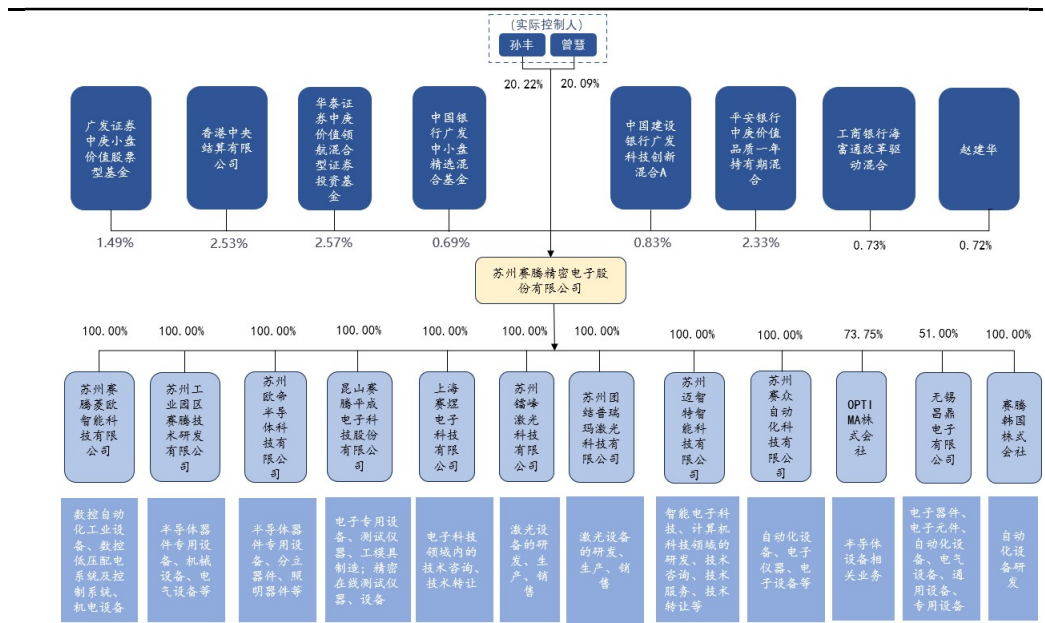 (实际控制人)
孙丰
曾慧
20.22%
20.09%
广发证券
中庚小盘
价值股票
型基金
香港中央
结算有限
公司
华泰证
券中庚
价值领
航混合
型证券
投资基
金
中国银
行广发
中小盘
精选混
合基金
中国建设
银行广发
科技创新
混合A
平安银行
中庚价值
品质一年
持有期混
合
工商银行海
富通改革驱
动混合
赵建华
1.49%
2.53%
2.57%
0.69%
0.83%
2.33%
0.73%
0.72%
苏州赛腾精密电子股
份有限公司
100.00%
100.00%
100.00%
100.00%
100.00%
100.00%
100.00%
100.00%
100.00%
73.75%
51.00%
100.00%
苏州赛
腾菱欧
智能科
技有限
公司
苏州工
业园区
赛腾技
术研发
有限公
司
苏州
欧帝
半导
体科
技有
限公
司
昆山赛
腾平成
电子科
技股份
有限公
司
上海
赛煜
电子
科技
有限
公司
苏州
镭峰
激光
科技
有限
公司
苏州团
结普瑞
玛激光
科技有
限公司
苏州
迈智
特智
能科
技有
限公
司
苏州
赛众
自动
化科
技有
限公
司
OPTI
MA株
式会
社
无锡
昌鼎
电子
有限
公司
赛腾
韩国
株式
会社
数控自动
化工业设
备、数控
低压配电
系统及控
制系统、
机电设备
半导体器
件专用设
备、机械
设备、电
气设备等
半导体器
件专用设
备、分立
器件、照
明器件等
电子专用设
备、测试仪
器、工模具
制造；精密
在线测试仪
器、设备
电子科技
领域内的
技术咨询、
技术转让
激光设
备的研
发、生
产、销
售
激光设备
的研发、
生产、销
售
智能电子科
技、计算机
科技领域的
研发、技术
咨询、技术
服务、技术
转让等
自动化设
备、电子
仪器、电
子设备等
半导体
设备相
关业务
电子器件、
电子元件、
自动化设
备、电气
设备、通
用设备、
专用设备
自动
化设
备研
发